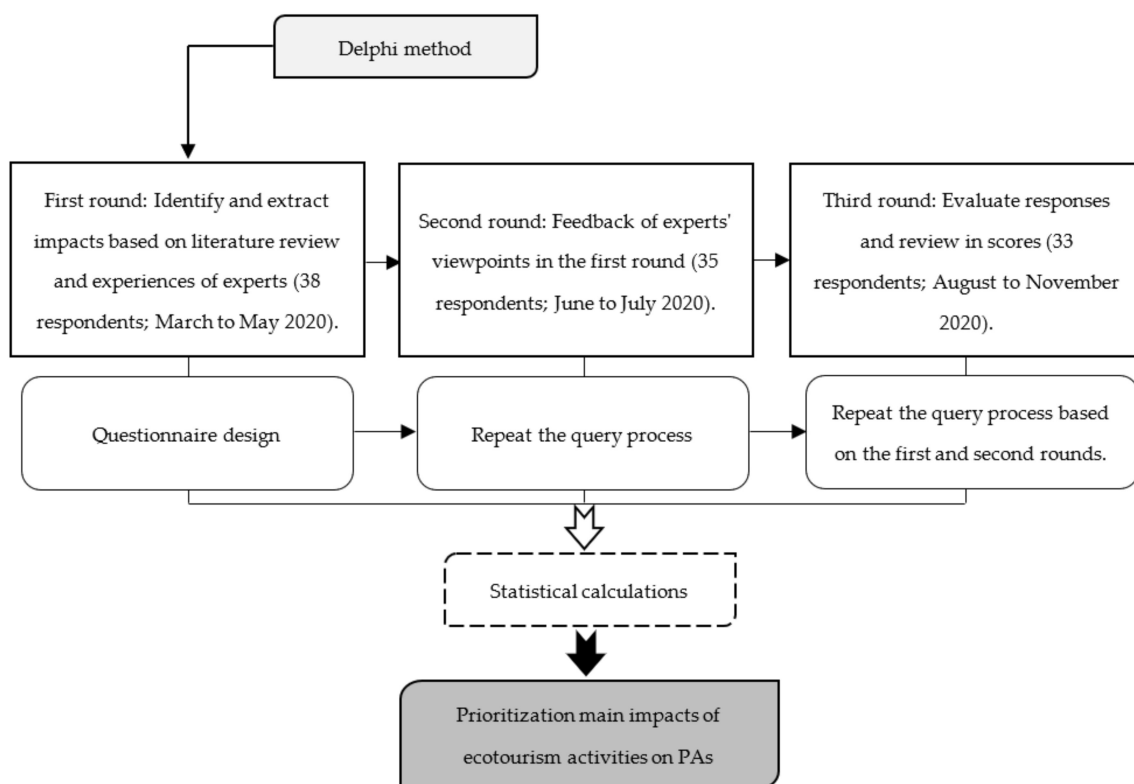 Delphi method
First round: Identify and extract
impacts based on literature review
and experiences of experts (38
respondents; March to May 2020).
Second round: Feedback of experts'
viewpoints in the first round (35
respondents; June to July 2020).
Third round: Evaluate responses
and review in scores (33
respondents; August to November
2020).
Questionnaire design
Repeat the query process
Repeat the query process based
on the first and second rounds.
Statistical calculations
Prioritization main impacts of
ecotourism activities on PAs